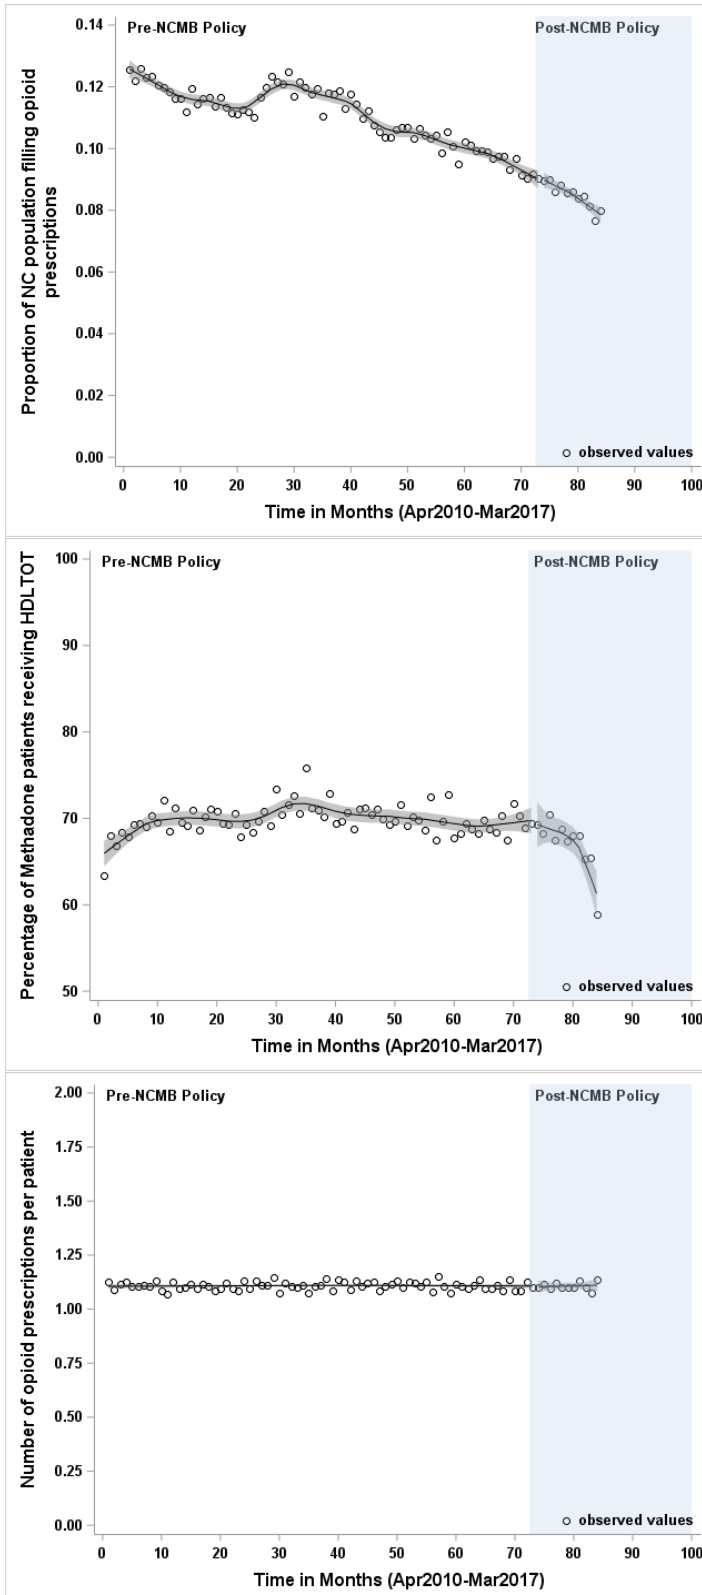 Pre-NCMB Policy
Post-NCMB Policy
Proportion of NC population filling opioid
prescriptions
0.14
0.12
0.10
0.08
0.06
0.04
0.02
0.00
observed values
0 10 20 30 40 50 60 70 80 90 100
Time in Months (Apr2010-Mar2017)
Pre-NCMB Policy
Post-NCMB Policy
Percentage of Methadone patients receiving HDLTOT
100
90
80
70
60
50
observed values
0 10 20 30 40 50 60 70 80 90 100
Time in Months (Apr2010-Mar2017)
Pre-NCMB Policy
Post-NCMB Policy
Number of opioid prescriptions per patient
2.00
1.75
1.50
1.25
1.00
0.75
0.50
0.25
0.00
observed values
0 10 20 30 40 50 60 70 80 90 100
Time in Months (Apr2010-Mar2017)